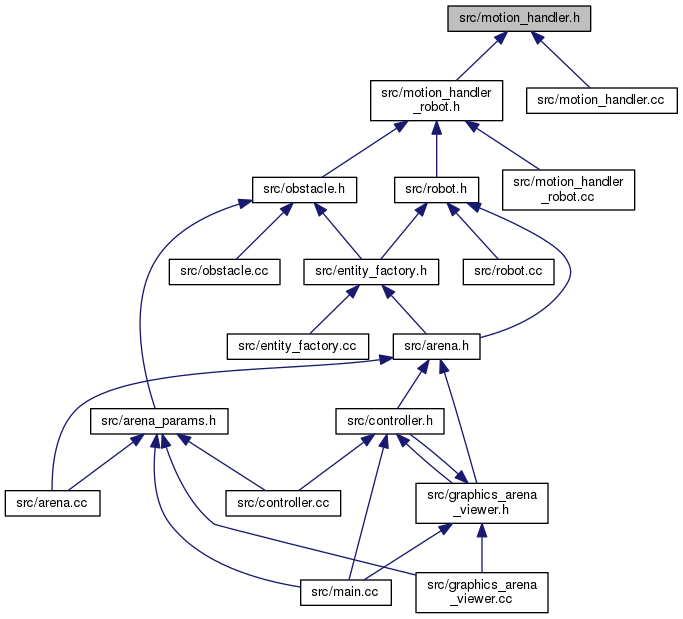 src/motion_handler.h
src/motion_handler
_robot.h
src/motion_handler.cc
src/obstacle.h
src/robot.h
src/motion_handler
_robot.cc
src/obstacle.cc
src/entity_factory.h
src/robot.cc
src/entity_factory.cc
src/arena.h
src/arena_params.h
src/controller.h
src/arena.cc
src/controller.cc
src/graphics_arena
_viewer.h
src/main.cc
src/graphics_arena
_viewer.cc